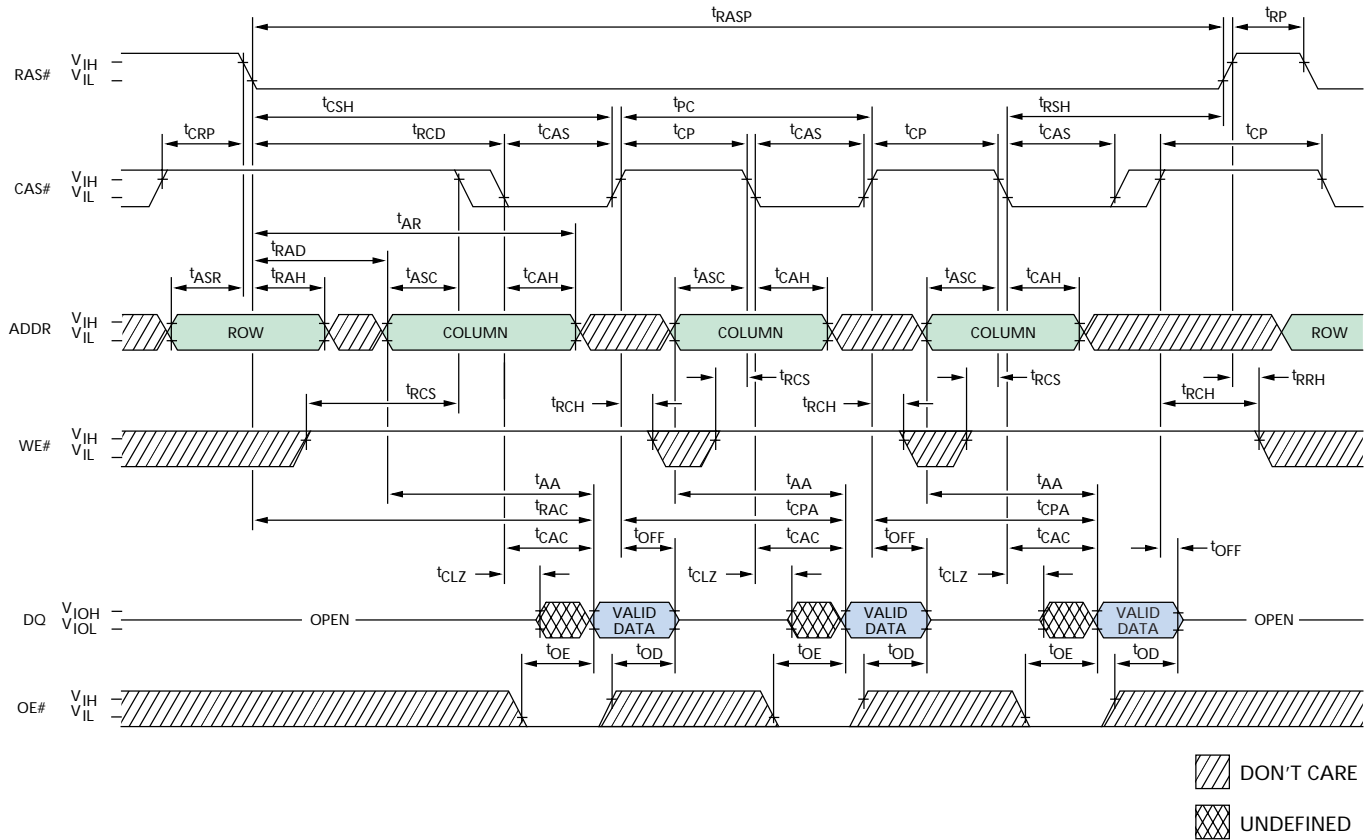 tRASP tRP
RAS# VIH
VIL
tCSH tPC tRSH
tCRP tRCD tCAS tCP tCAS tCP tCAS tCP
CAS# VIH
VIL
tAR
tRAD
tASR tRAH tASC tCAH tASC tCAH tASC tCAH
ADDR VIH
VIL
ROW COLUMN COLUMN COLUMN ROW
tRCS tRCH tRCS tRCH tRCS tRCH tRRH
WE# VIH
VIL
tAA tAA tAA
tRAC tCPA tCPA
tCAC tOFF tCAC tOFF tCAC tOFF
tCLZ tCLZ tCLZ
DQ VIOH
VIOL
OPEN VALID DATA VALID DATA VALID DATA OPEN
tOE tOD tOE tOD tOE tOD
OE# VIH
VIL
DON'T CARE
UNDEFINED